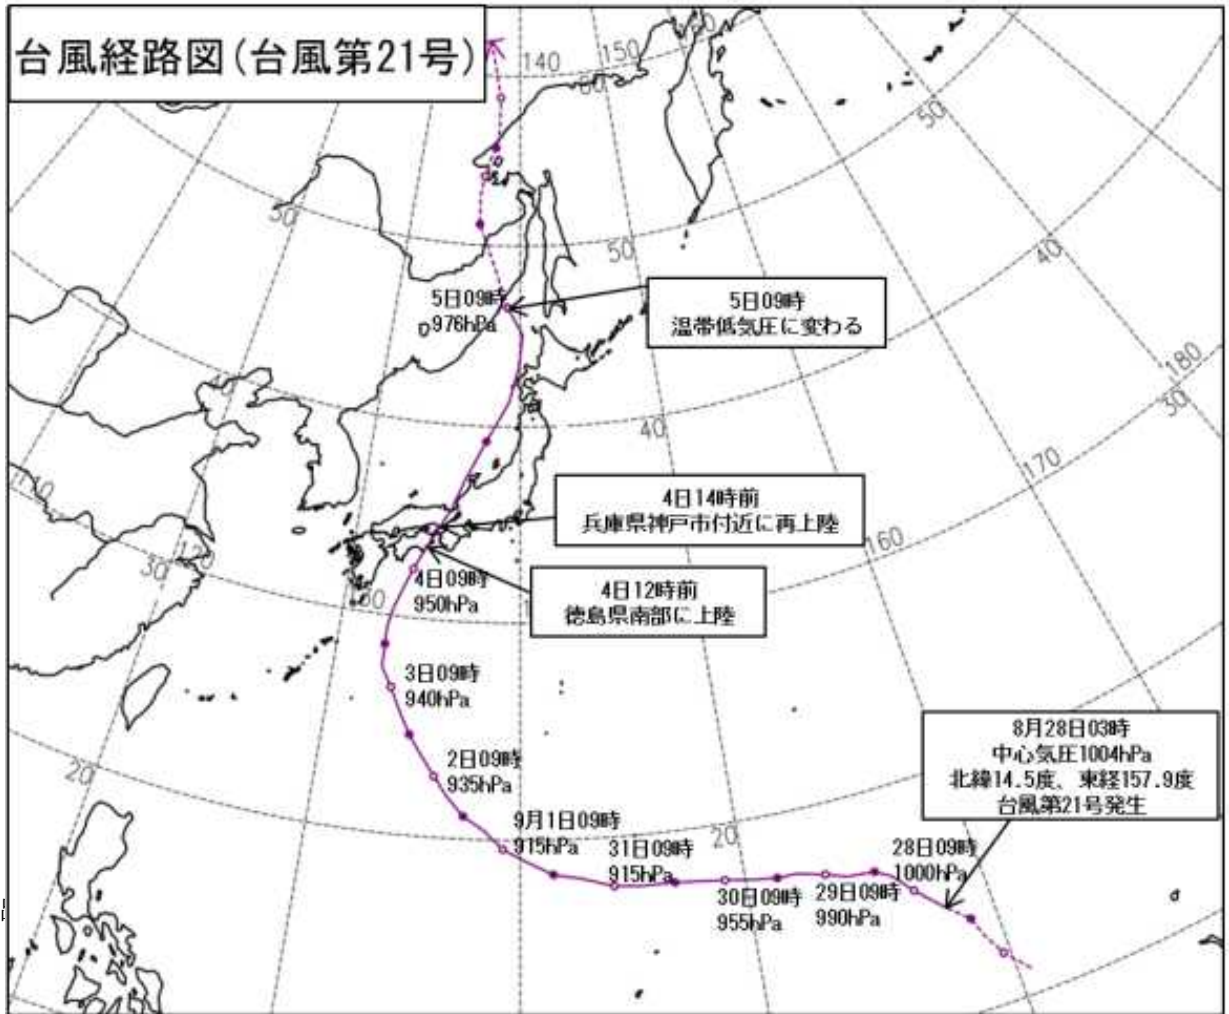 台風経路図(台風第21号)
140
150
160
60
50
50
50
40
180
30
5日09時
976hPa
5日09時
温帯低気圧に変わる
40
40
170
110
4日14時前
兵庫県神戸市付近に再上陸
160
120
30
4日09時
950hPa
4日12時前
徳島県南部に上陸
3日09時
940hPa
8月28日03時
中心気圧1004hPa
北緯14.5度、東経157.9度
台風第21号発生
20
2日09時
935hPa
9月1日09時
915hPa
20
31日09時
915hPa
28日09時
1000hPa
30日09時
955hPa
29日09時
990hPa